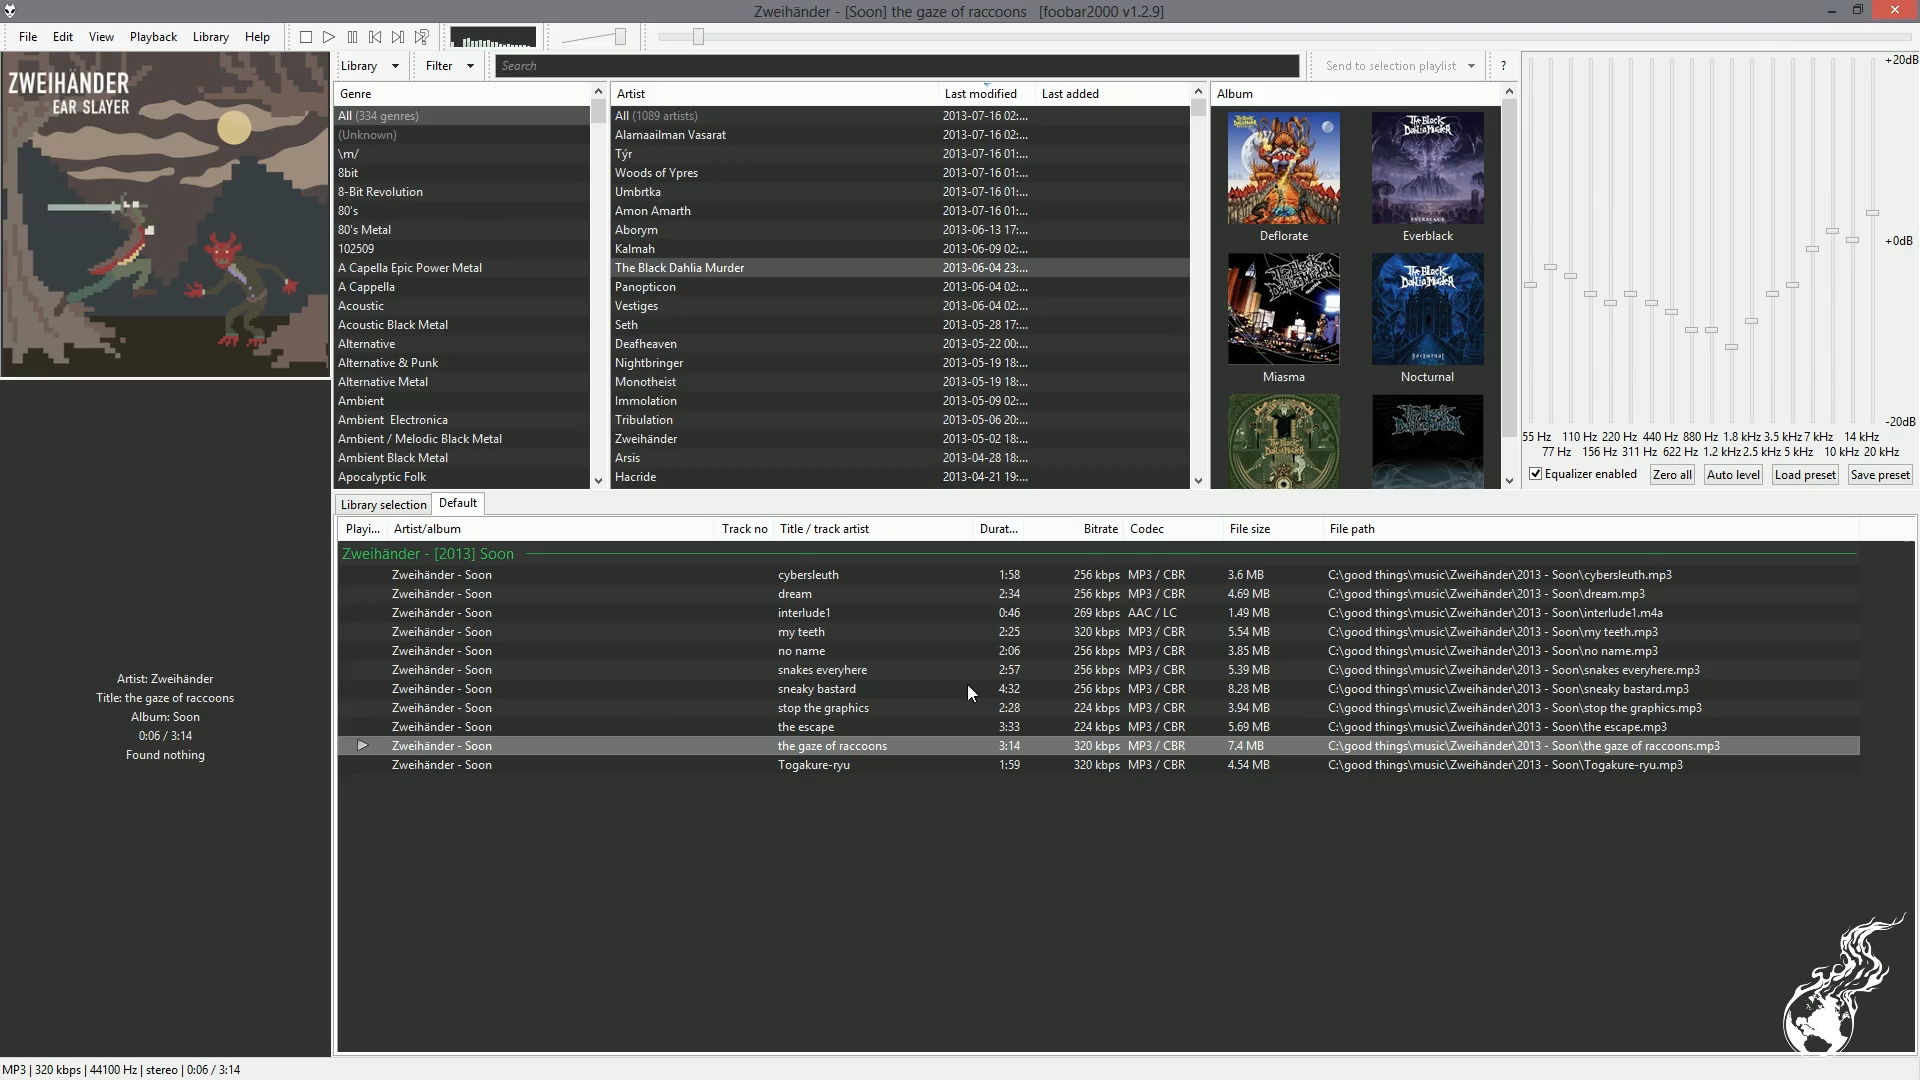 Zweihänder - [Soon] the gaze of raccoons   [foobar2000 v1.2.9]
File Edit View Playback Library Help
ZWEIHÄNDER
EAR SLAYER
Library Filter Search Send to selection playlist ?
Genre
All (334 genres)
(Unknown)
\m/
8bit
8-Bit Revolution
80's
80's Metal
102509
A Capella Epic Power Metal
A Cappella
Acoustic
Acoustic Black Metal
Alternative
Alternative & Punk
Alternative Metal
Ambient
Ambient  Electronica
Ambient / Melodic Black Metal
Ambient Black Metal
Apocalyptic Folk
Artist Last modified Last added
All (1089 artists) 2013-07-16 02:...
Alamaailman Vasarat 2013-07-16 02:...
Týr 2013-07-16 01:...
Woods of Ypres 2013-07-16 01:...
Umbrtka 2013-07-16 01:...
Amon Amarth 2013-07-16 01:...
Aborym 2013-06-13 17:...
Kalmah 2013-06-09 02:...
The Black Dahlia Murder 2013-06-04 23:...
Panopticon 2013-06-04 02:...
Vestiges 2013-06-04 02:...
Seth 2013-05-28 17:...
Deafheaven 2013-05-22 00:...
Nightbringer 2013-05-19 18:...
Monotheist 2013-05-19 18:...
Immolation 2013-05-09 02:...
Tribulation 2013-05-06 20:...
Zweihänder 2013-05-02 18:...
Arsis 2013-04-28 18:...
Hacride 2013-04-21 19:...
Album
Deflorate Everblack
Miasma Nocturnal
+20dB
+0dB
-20dB
55 Hz 110 Hz 220 Hz 440 Hz 880 Hz 1.8 kHz 3.5 kHz 7 kHz 14 kHz
77 Hz 156 Hz 311 Hz 622 Hz 1.2 kHz 2.5 kHz 5 kHz 10 kHz 20 kHz
Equalizer enabled Zero all Auto level Load preset Save preset
Library selection Default
Playi... Artist/album Track no Title / track artist Durat... Bitrate Codec File size File path
Zweihänder - [2013] Soon
Zweihänder - Soon cybersleuth 1:58 256 kbps MP3 / CBR 3.6 MB C:\good things\music\Zweihänder\2013 - Soon\cybersleuth.mp3
Zweihänder - Soon dream 2:34 256 kbps MP3 / CBR 4.69 MB C:\good things\music\Zweihänder\2013 - Soon\dream.mp3
Zweihänder - Soon interlude1 0:46 269 kbps AAC / LC 1.49 MB C:\good things\music\Zweihänder\2013 - Soon\interlude1.m4a
Zweihänder - Soon my teeth 2:25 320 kbps MP3 / CBR 5.54 MB C:\good things\music\Zweihänder\2013 - Soon\my teeth.mp3
Zweihänder - Soon no name 2:06 256 kbps MP3 / CBR 3.85 MB C:\good things\music\Zweihänder\2013 - Soon\no name.mp3
Zweihänder - Soon snakes everyhere 2:57 256 kbps MP3 / CBR 5.39 MB C:\good things\music\Zweihänder\2013 - Soon\snakes everyhere.mp3
Zweihänder - Soon sneaky bastard 4:32 256 kbps MP3 / CBR 8.28 MB C:\good things\music\Zweihänder\2013 - Soon\sneaky bastard.mp3
Zweihänder - Soon stop the graphics 2:28 224 kbps MP3 / CBR 3.94 MB C:\good things\music\Zweihänder\2013 - Soon\stop the graphics.mp3
Zweihänder - Soon the escape 3:33 224 kbps MP3 / CBR 5.69 MB C:\good things\music\Zweihänder\2013 - Soon\the escape.mp3
Zweihänder - Soon the gaze of raccoons 3:14 320 kbps MP3 / CBR 7.4 MB C:\good things\music\Zweihänder\2013 - Soon\the gaze of raccoons.mp3
Zweihänder - Soon Togakure-ryu 1:59 320 kbps MP3 / CBR 4.54 MB C:\good things\music\Zweihänder\2013 - Soon\Togakure-ryu.mp3
Artist: Zweihänder
Title: the gaze of raccoons
Album: Soon
0:06 / 3:14
Found nothing
MP3 | 320 kbps | 44100 Hz | stereo | 0:06 / 3:14